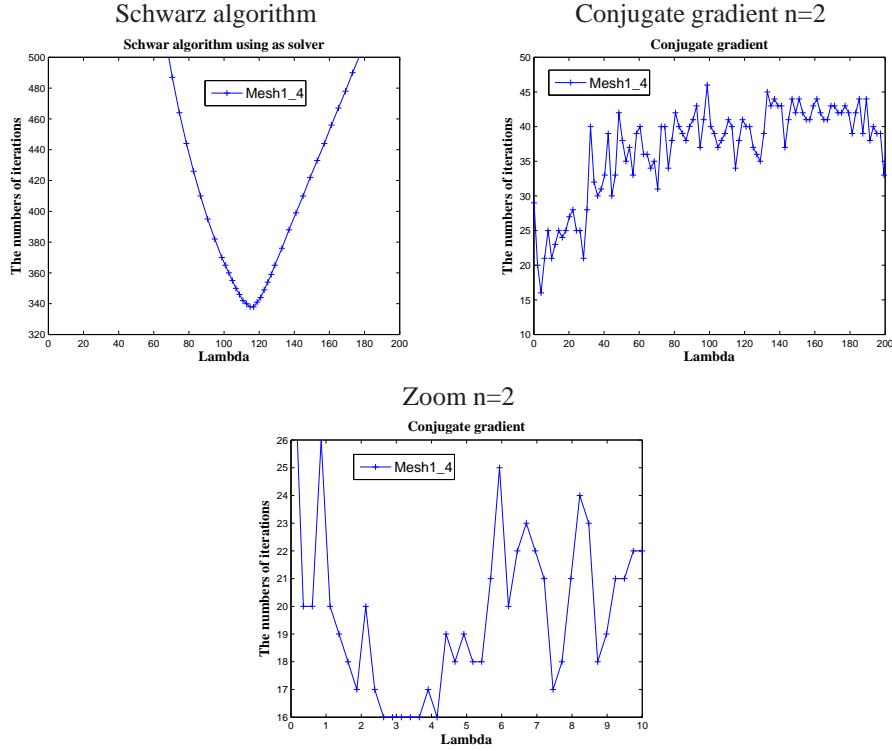 Schwarz algorithm
Conjugate gradient n=2
Schwar algorithm using as solver
Mesh1_4
The numbers of iterations
500
480
460
440
420
400
380
360
340
320
0 20 40 60 80 100 120 140 160 180 200
Lambda
Conjugate gradient
Mesh1_4
The numbers of iterations
50
45
40
35
30
25
20
15
10
0 20 40 60 80 100 120 140 160 180 200
Lambda
Zoom n=2
Conjugate gradient
Mesh1_4
The numbers of iterations
26
25
24
23
22
21
20
19
18
17
16
0 1 2 3 4 5 6 7 8 9 10
Lambda